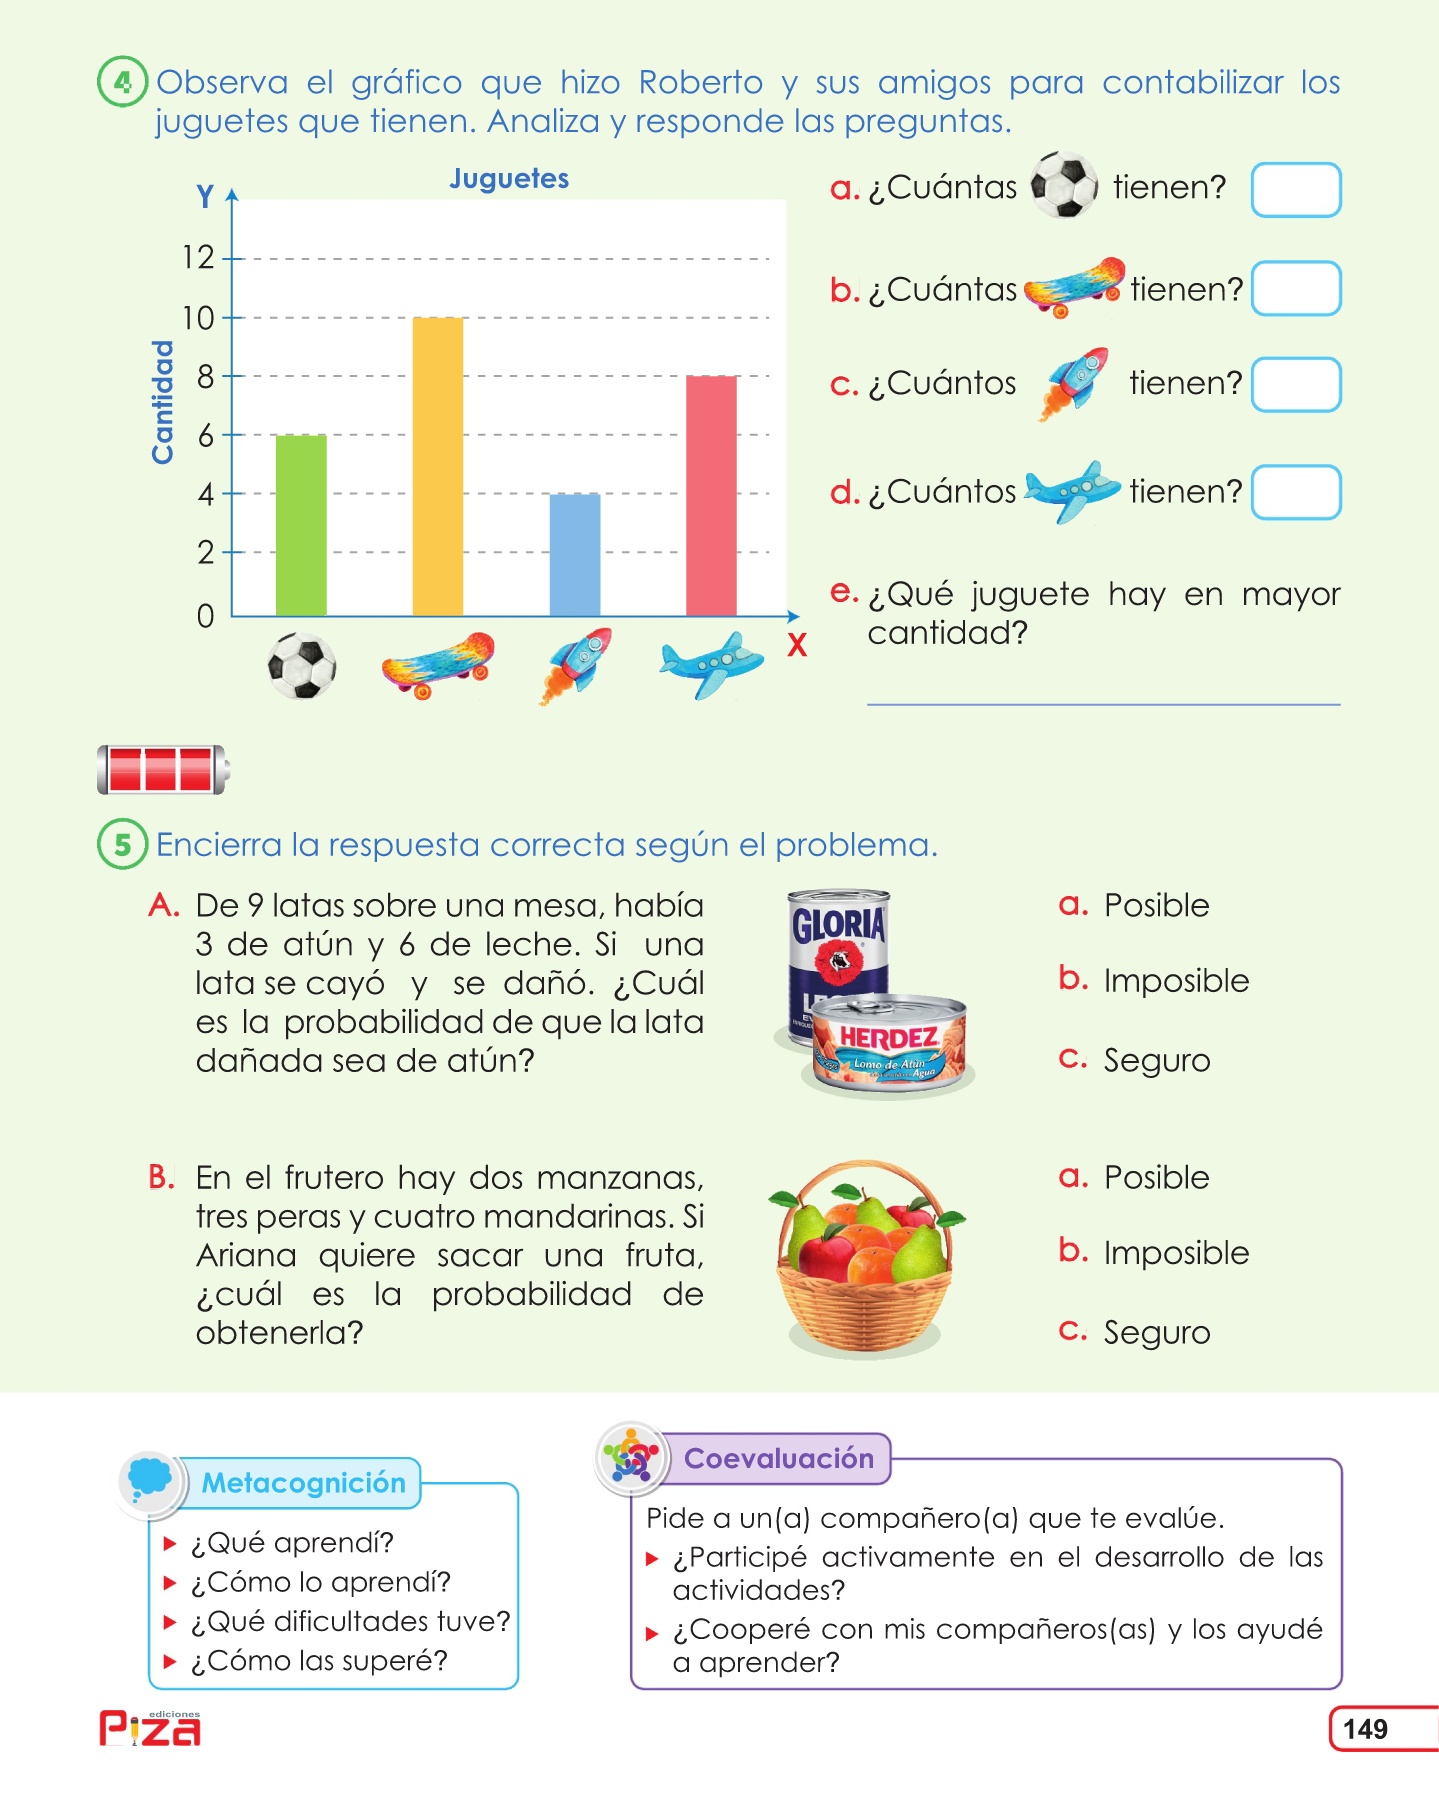 4 Observa el gráfico que hizo Roberto y sus amigos para contabilizar los
juguetes que tienen. Analiza y responde las preguntas.
Juguetes
Y
12
10
8
6
4
2
0
Cantidad
X
a. ¿Cuántas tienen?
b. ¿Cuántas tienen?
c. ¿Cuántos tienen?
d. ¿Cuántos tienen?
e. ¿Qué juguete hay en mayor
cantidad?
5 Encierra la respuesta correcta según el problema.
A. De 9 latas sobre una mesa, había
3 de atún y 6 de leche. Si una
lata se cayó y se dañó. ¿Cuál
es la probabilidad de que la lata
dañada sea de atún?
GLORIA
HERDEZ
Lomo de Atún
Agua
a. Posible
b. Imposible
c. Seguro
B. En el frutero hay dos manzanas,
tres peras y cuatro mandarinas. Si
Ariana quiere sacar una fruta,
¿cuál es la probabilidad de
obtenerla?
a. Posible
b. Imposible
c. Seguro
Metacognición
¿Qué aprendí?
¿Cómo lo aprendí?
¿Qué dificultades tuve?
¿Cómo las superé?
Coevaluación
Pide a un(a) compañero(a) que te evalúe.
¿Participé activamente en el desarrollo de las
actividades?
¿Cooperé con mis compañeros(as) y los ayudé
a aprender?
ediciones
Piza
149